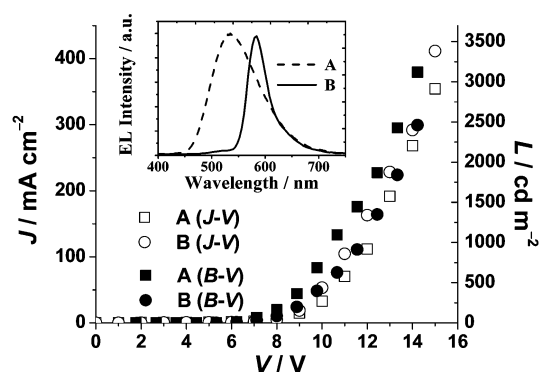 400
300
200
100
0
J / mA cm⁻²
EL Intensity / a.u.
A
B
400 500 600 700
Wavelength / nm
A (J-V)
B (J-V)
A (B-V)
B (B-V)
3500
3000
2500
2000
1500
1000
500
0
L / cd m⁻²
0 2 4 6 8 10 12 14 16
V / V